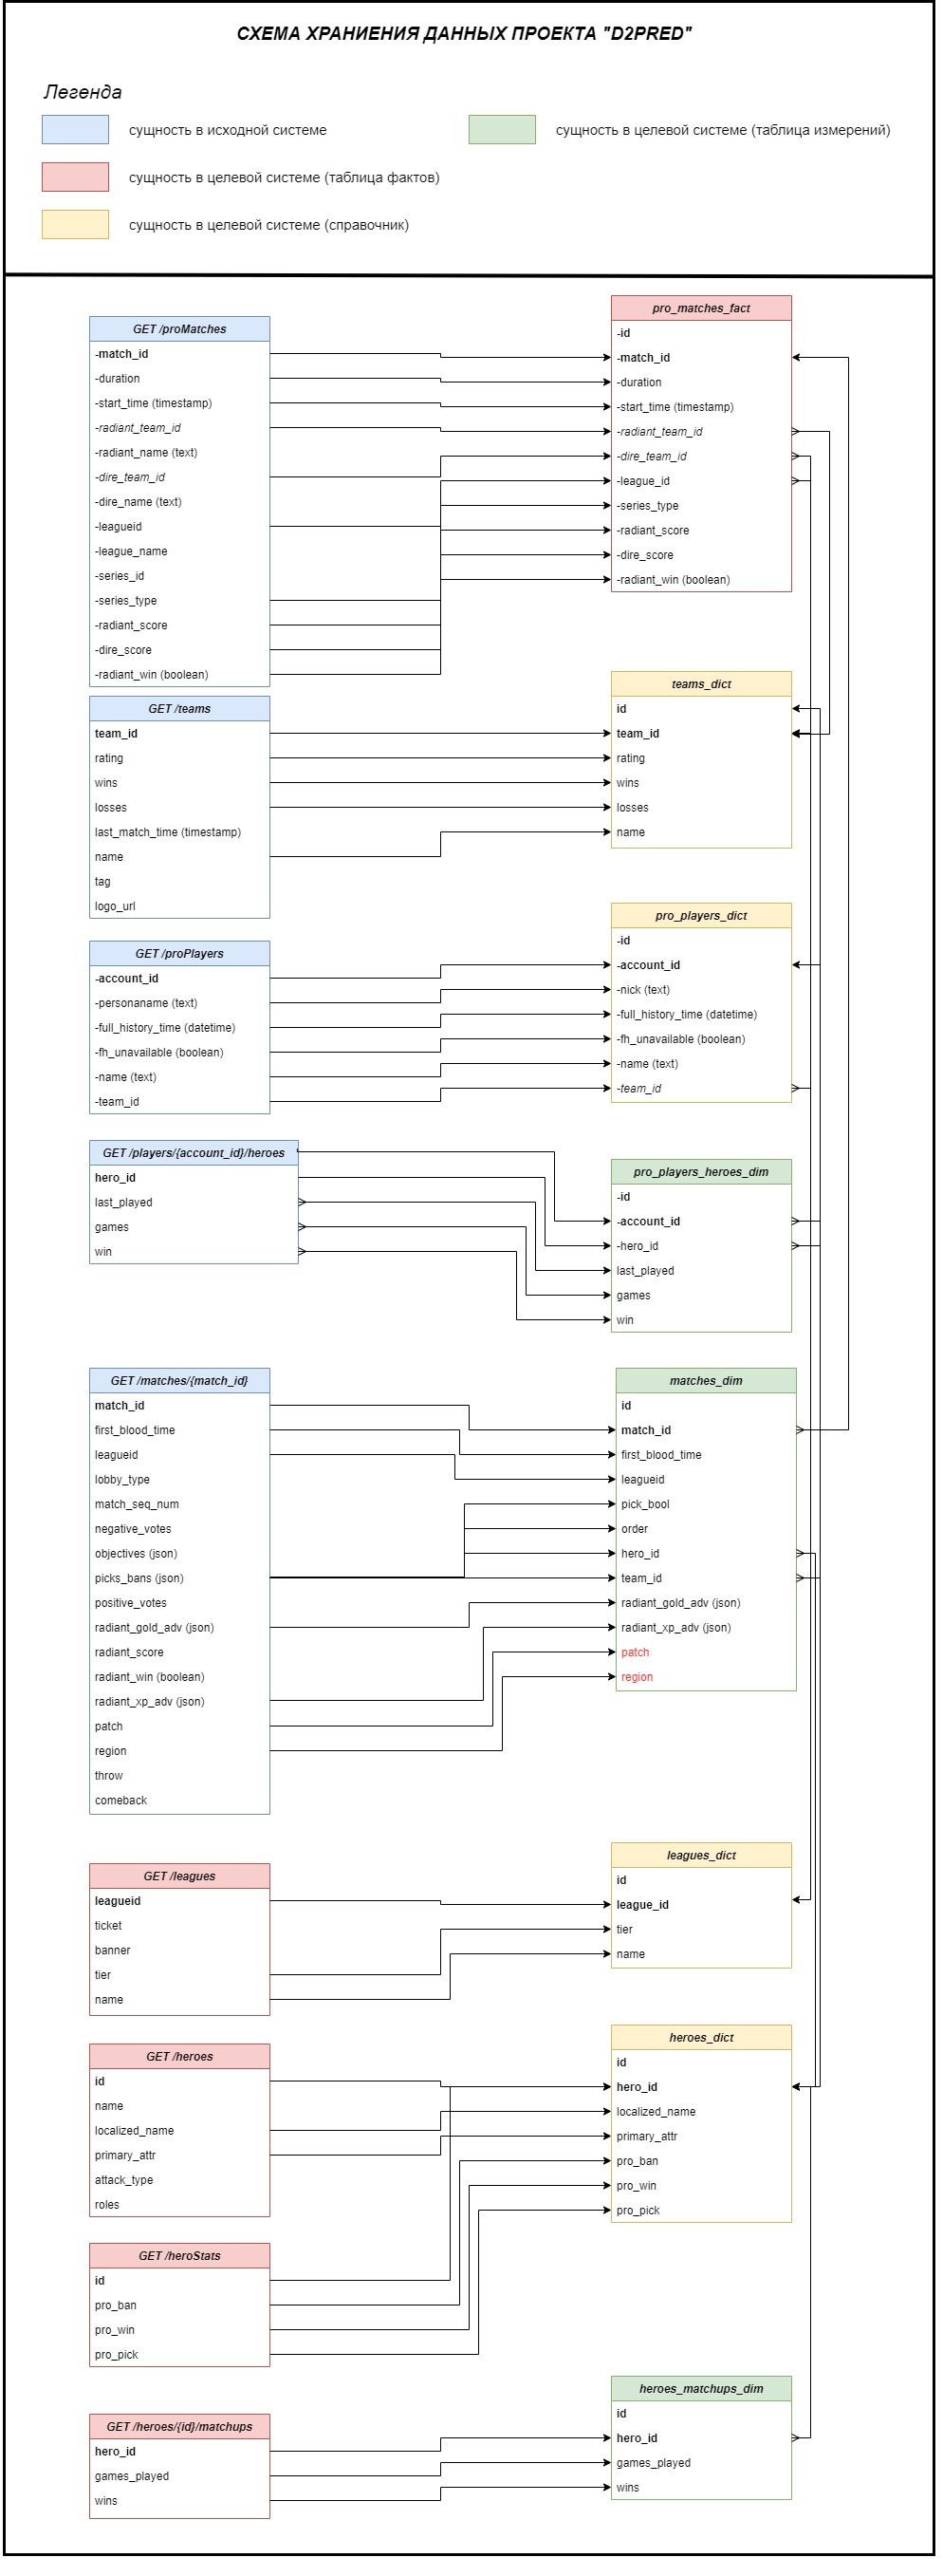 СХЕМА ХРАНИЕНИЯ ДАННЫХ ПРОЕКТА "D2PRED"
Легенда
сущность в исходной системе
сущность в целевой системе (таблица измерений)
сущность в целевой системе (таблица фактов)
сущность в целевой системе (справочник)
GET /proMatches
-match_id
-duration
-start_time (timestamp)
-radiant_team_id
-radiant_name (text)
-dire_team_id
-dire_name (text)
-leagueid
-league_name
-series_id
-series_type
-radiant_score
-dire_score
-radiant_win (boolean)
pro_matches_fact
-id
-match_id
-duration
-start_time (timestamp)
-radiant_team_id
-dire_team_id
-league_id
-series_type
-radiant_score
-dire_score
-radiant_win (boolean)
GET /teams
team_id
rating
wins
losses
last_match_time (timestamp)
name
tag
logo_url
teams_dict
id
team_id
rating
wins
losses
name
GET /proPlayers
-account_id
-personaname (text)
-full_history_time (datetime)
-fh_unavailable (boolean)
-name (text)
-team_id
pro_players_dict
-id
-account_id
-nick (text)
-full_history_time (datetime)
-fh_unavailable (boolean)
-name (text)
-team_id
GET /players/{account_id}/heroes
hero_id
last_played
games
win
pro_players_heroes_dim
-id
-account_id
-hero_id
last_played
games
win
GET /matches/{match_id}
match_id
first_blood_time
leagueid
lobby_type
match_seq_num
negative_votes
objectives (json)
picks_bans (json)
positive_votes
radiant_gold_adv (json)
radiant_score
radiant_win (boolean)
radiant_xp_adv (json)
patch
region
throw
comeback
matches_dim
id
match_id
first_blood_time
leagueid
pick_bool
order
hero_id
team_id
radiant_gold_adv (json)
radiant_xp_adv (json)
patch
region
GET /leagues
leagueid
ticket
banner
tier
name
leagues_dict
id
league_id
tier
name
GET /heroes
id
name
localized_name
primary_attr
attack_type
roles
heroes_dict
id
hero_id
localized_name
primary_attr
pro_ban
pro_win
pro_pick
GET /heroStats
id
pro_ban
pro_win
pro_pick
GET /heroes/{id}/matchups
hero_id
games_played
wins
heroes_matchups_dim
id
hero_id
games_played
wins